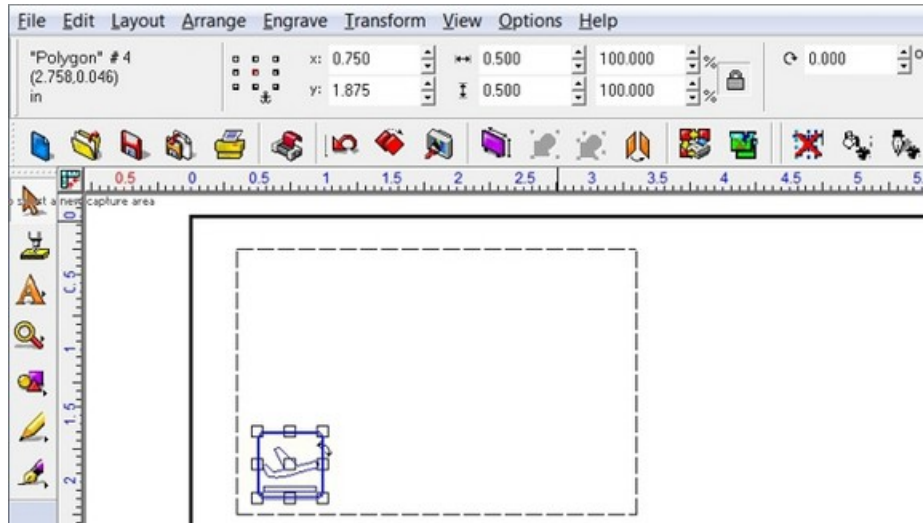 File Edit Layout Arrange Engrave Transform View Options Help
"Polygon" # 4
(2.758,0.046)
in
x: 0.750
y: 1.875
0.500
0.500
100.000 %
100.000 %
0.000 °
0.5 0 0.5 1 1.5 2 2.5 3 3.5 4 4.5 5
new capture area
0
0.5
1
1.5
2